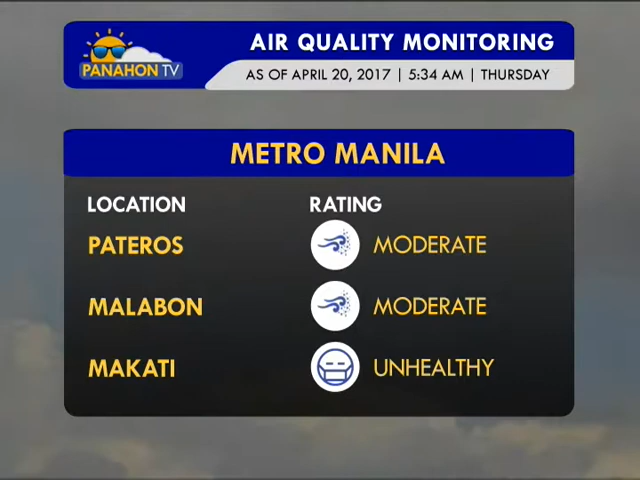 PANAHON TV
AIR QUALITY MONITORING
AS OF APRIL 20, 2017 | 5:34 AM | THURSDAY
METRO MANILA
LOCATION RATING
PATEROS MODERATE
MALABON MODERATE
MAKATI UNHEALTHY